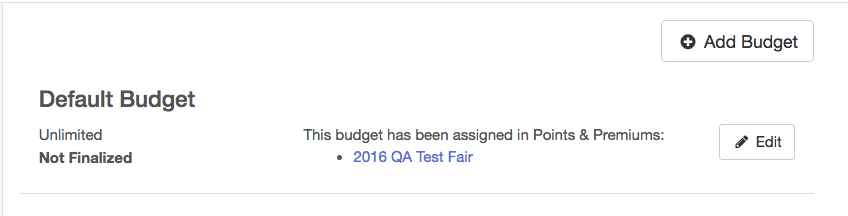 Add Budget
Default Budget
Unlimited
This budget has been assigned in Points & Premiums:
Edit
Not Finalized
2016 QA Test Fair